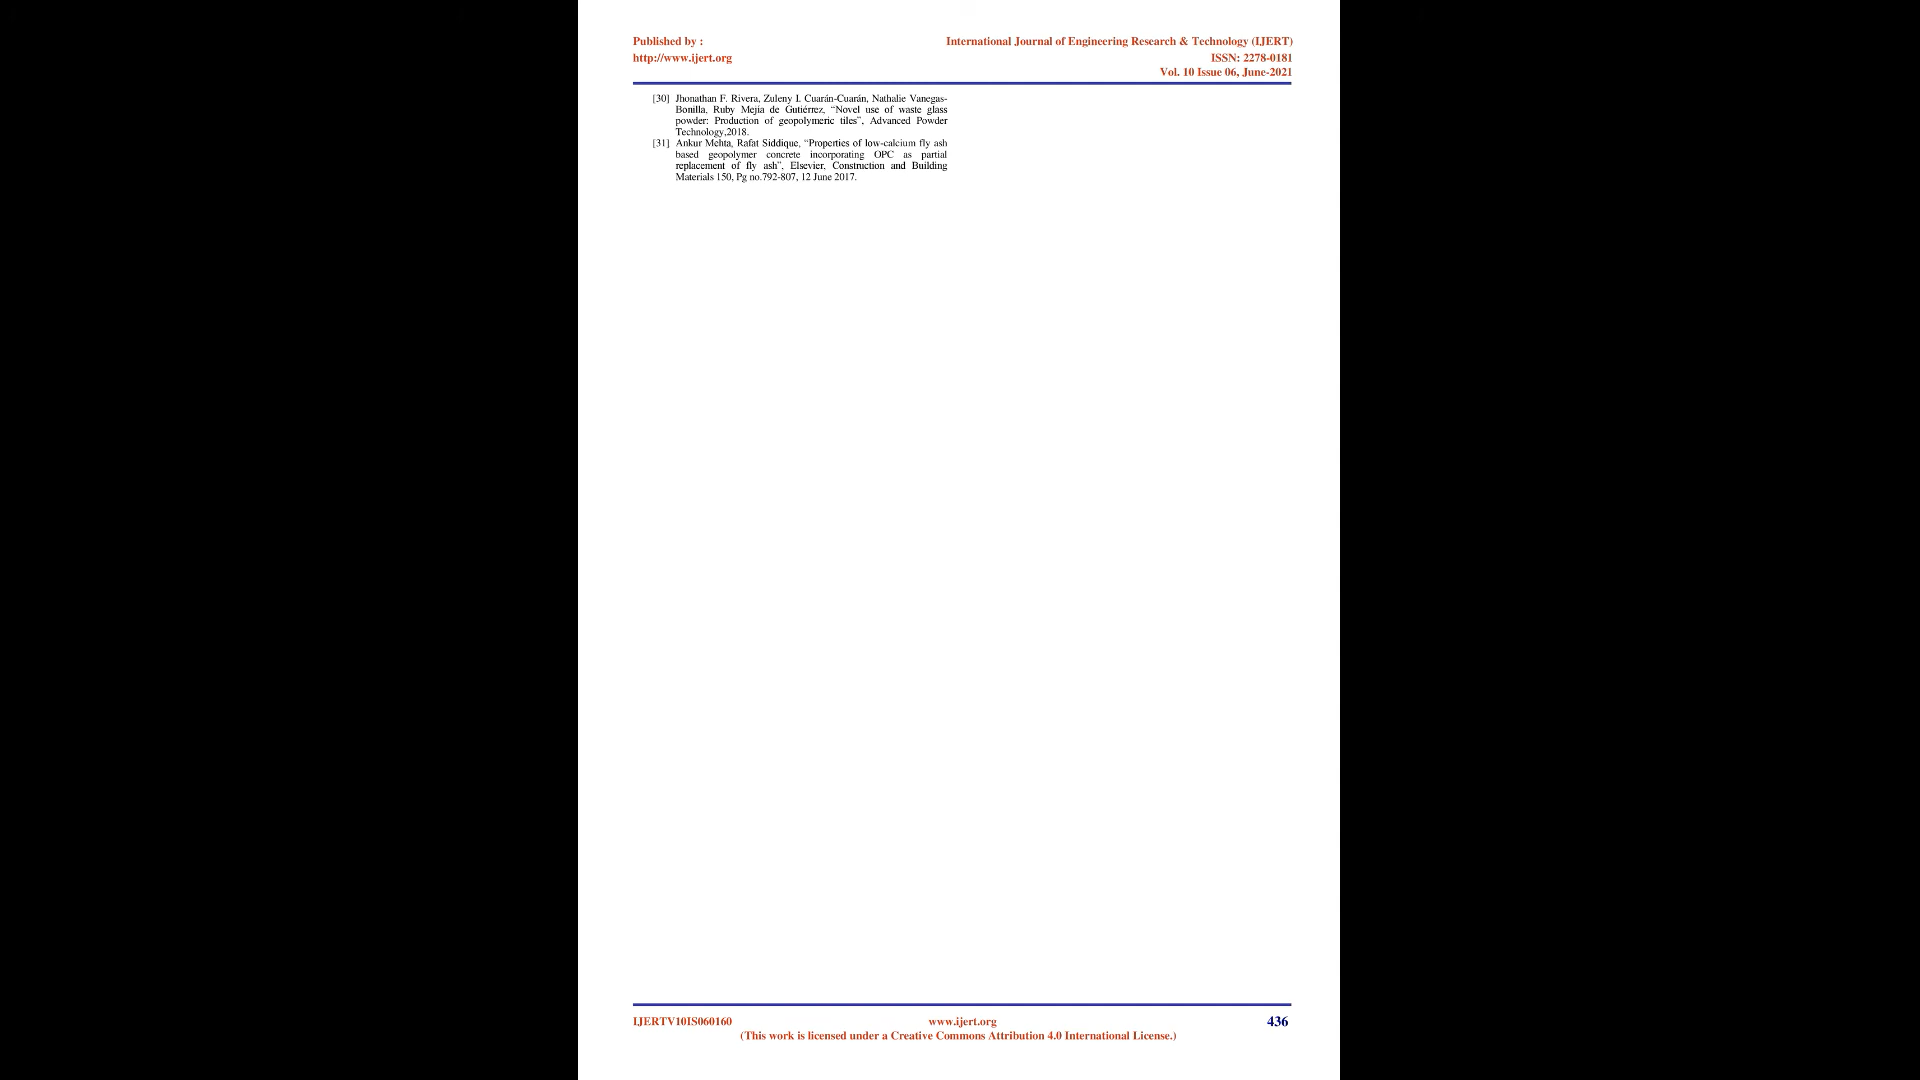 Published by :
http://www.ijert.org
International Journal of Engineering Research & Technology (IJERT)
ISSN: 2278-0181
Vol. 10 Issue 06, June-2021
[30] Jhonathan F. Rivera, Zuleny I. Cuarán-Cuarán, Nathalie Vanegas-
Bonilla, Ruby Mejía de Gutiérrez, “Novel use of waste glass
powder: Production of geopolymeric tiles”, Advanced Powder
Technology,2018.
[31] Ankur Mehta, Rafat Siddique, “Properties of low-calcium fly ash
based geopolymer concrete incorporating OPC as partial
replacement of fly ash”, Elsevier, Construction and Building
Materials 150, Pg no.792-807, 12 June 2017.
IJERTV10IS060160
www.ijert.org
436
(This work is licensed under a Creative Commons Attribution 4.0 International License.)